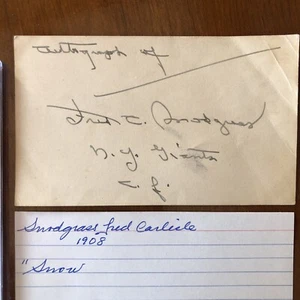 Autograph of
Fred C. Snodgrass
N. Y. Giants
C. F.
Snodgrass, Fred Carlisle
1908
"Snow